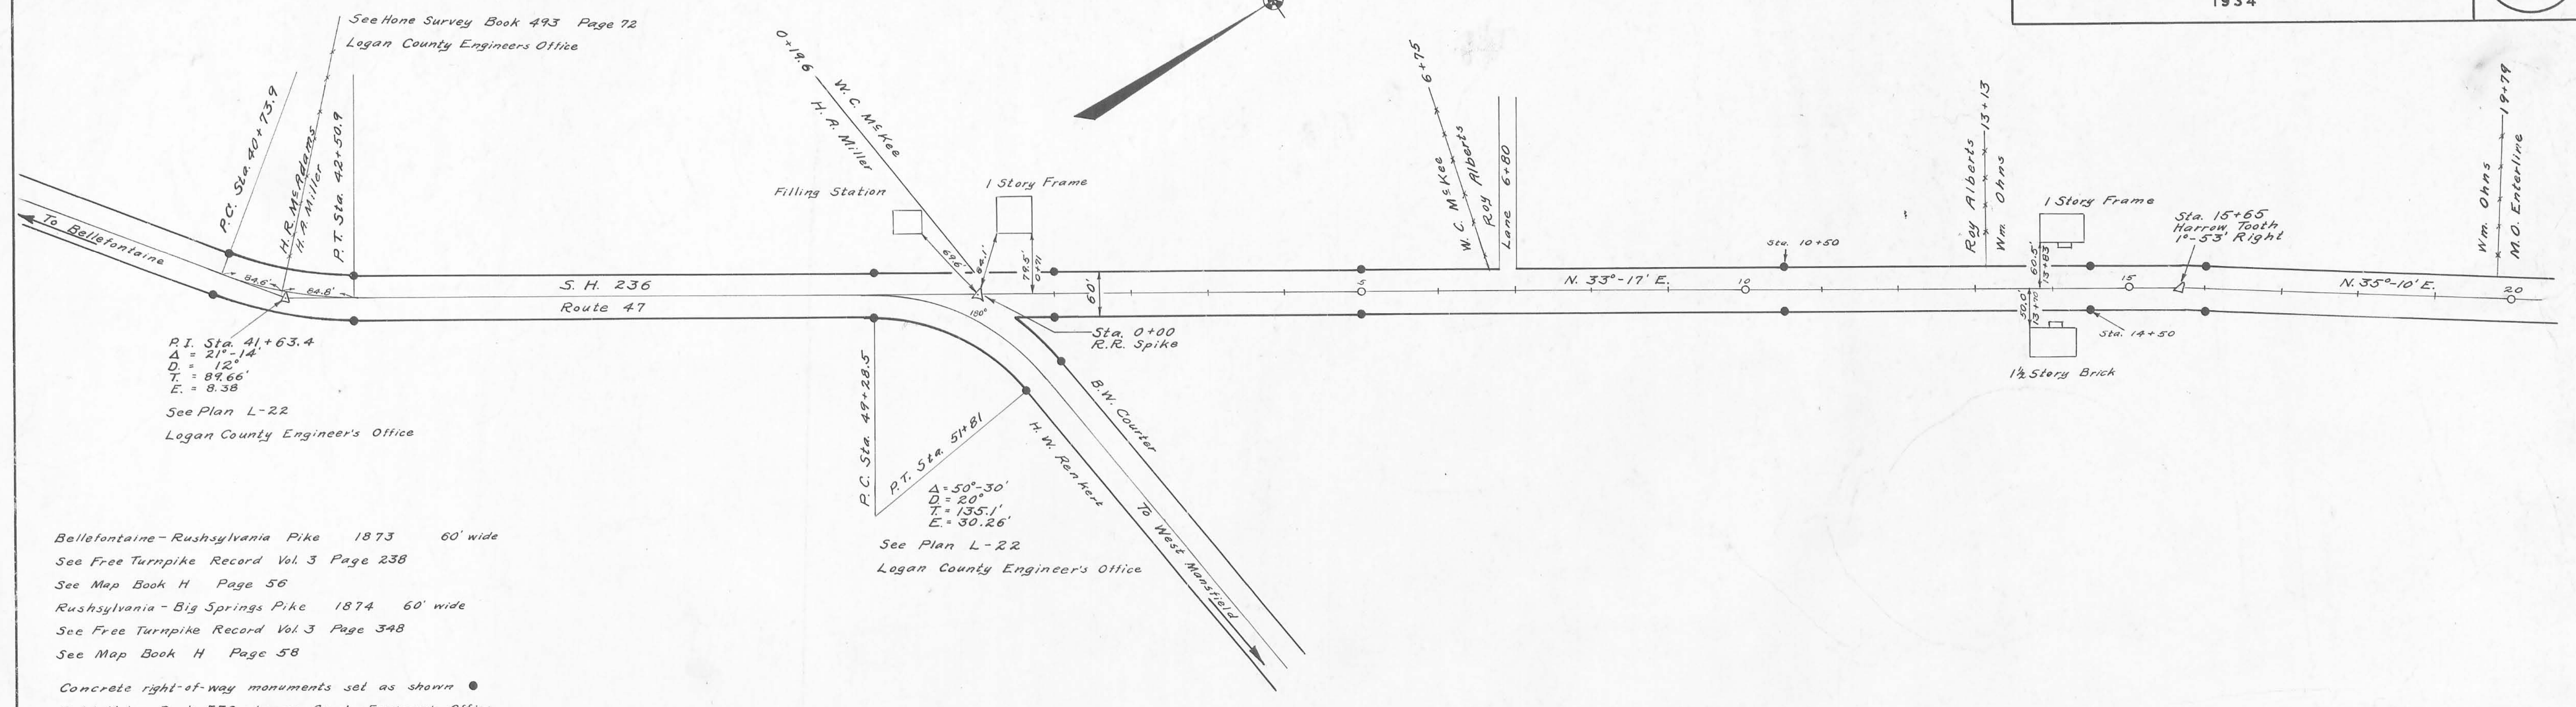 1934
See Hone Survey Book 493 Page 72
Logan County Engineers Office
P.C. Sta. 40+73.9
H.R. McAdams
H.A. Miller
P.T. Sta. 42+50.9
To Bellefontaine
84.6'
84.8'
P.I. Sta. 41+63.4
Δ = 21°-14'
D. = 12°
T. = 89.66'
E. = 8.38
See Plan L-22
Logan County Engineer's Office
S. H. 236
Route 47
0+19.6
W. C. McKee
H. A. Miller
Filling Station
1 Story Frame
69.6'
64.1'
79.5'
0+71
60'
180°
Sta. 0+00
R.R. Spike
P.C. Sta. 49+28.5
P.T. Sta. 51+81
Δ = 50°-30'
D. = 20°
T. = 135.1'
E. = 30.26'
See Plan L-22
Logan County Engineer's Office
B.W. Courter
H. W. Renkert
To West Mansfield
5
6+75
W. C. McKee
Roy Alberts
Lane 6+80
N. 33°-17' E.
10
Sta. 10+50
13+13
Roy Alberts
Wm. Ohns
1 Story Frame
60.5'
13+83
50.0'
13+70
1½ Story Brick
Sta. 14+50
15
Sta. 15+65
Harrow Tooth
1°-53' Right
N. 35°-10' E.
20
19+79
Wm. Ohns
M.O. Enterline
Bellefontaine - Rushsylvania Pike 1873 60' wide
See Free Turnpike Record Vol. 3 Page 238
See Map Book H Page 56
Rushsylvania - Big Springs Pike 1874 60' wide
See Free Turnpike Record Vol. 3 Page 348
See Map Book H Page 58
Concrete right-of-way monuments set as shown